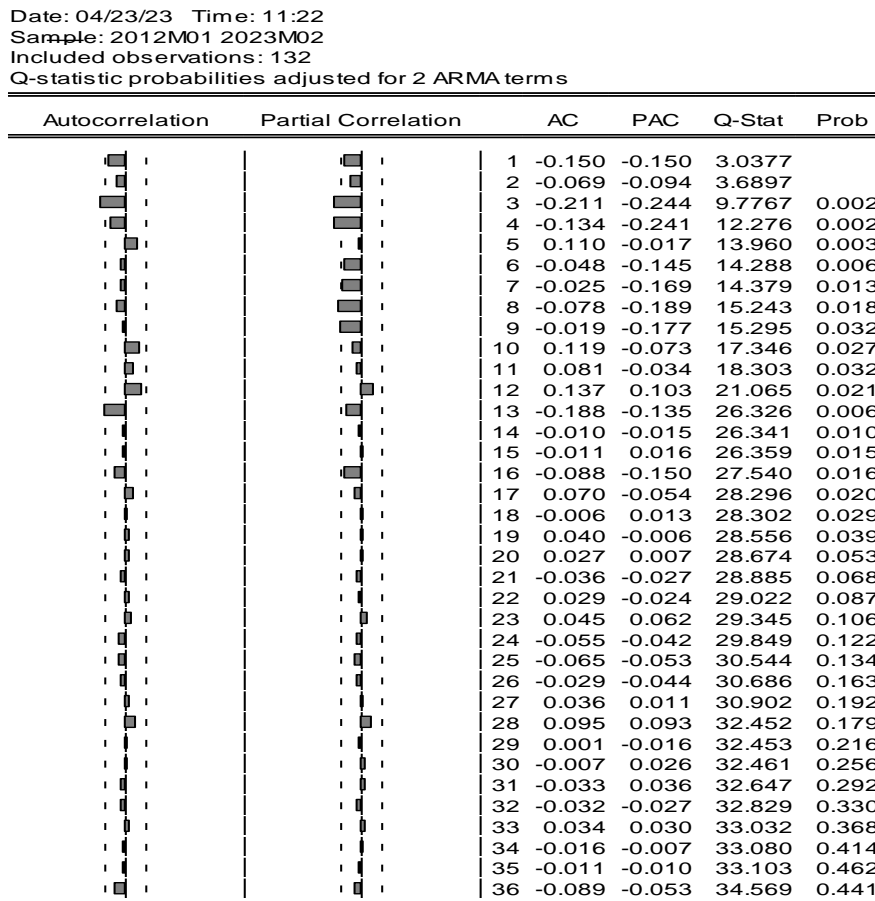 Date: 04/23/23 Time: 11:22
Sample: 2012M01 2023M02
Included observations: 132
Q-statistic probabilities adjusted for 2 ARMA terms
Autocorrelation Partial Correlation AC PAC Q-Stat Prob
1 -0.150 -0.150 3.0377
2 -0.069 -0.094 3.6897
3 -0.211 -0.244 9.7767 0.002
4 -0.134 -0.241 12.276 0.002
5 0.110 -0.017 13.960 0.003
6 -0.048 -0.145 14.288 0.006
7 -0.025 -0.169 14.379 0.013
8 -0.078 -0.189 15.243 0.018
9 -0.019 -0.177 15.295 0.032
10 0.119 -0.073 17.346 0.027
11 0.081 -0.034 18.303 0.032
12 0.137 0.103 21.065 0.021
13 -0.188 -0.135 26.326 0.006
14 -0.010 -0.015 26.341 0.010
15 -0.011 0.016 26.359 0.015
16 -0.088 -0.150 27.540 0.016
17 0.070 -0.054 28.296 0.020
18 -0.006 0.013 28.302 0.029
19 0.040 -0.006 28.556 0.039
20 0.027 0.007 28.674 0.053
21 -0.036 -0.027 28.885 0.068
22 0.029 -0.024 29.022 0.087
23 0.045 0.062 29.345 0.106
24 -0.055 -0.042 29.849 0.122
25 -0.065 -0.053 30.544 0.134
26 -0.029 -0.044 30.686 0.163
27 0.036 0.011 30.902 0.192
28 0.095 0.093 32.452 0.179
29 0.001 -0.016 32.453 0.216
30 -0.007 0.026 32.461 0.256
31 -0.033 0.036 32.647 0.292
32 -0.032 -0.027 32.829 0.330
33 0.034 0.030 33.032 0.368
34 -0.016 -0.007 33.080 0.414
35 -0.011 -0.010 33.103 0.462
36 -0.089 -0.053 34.569 0.441